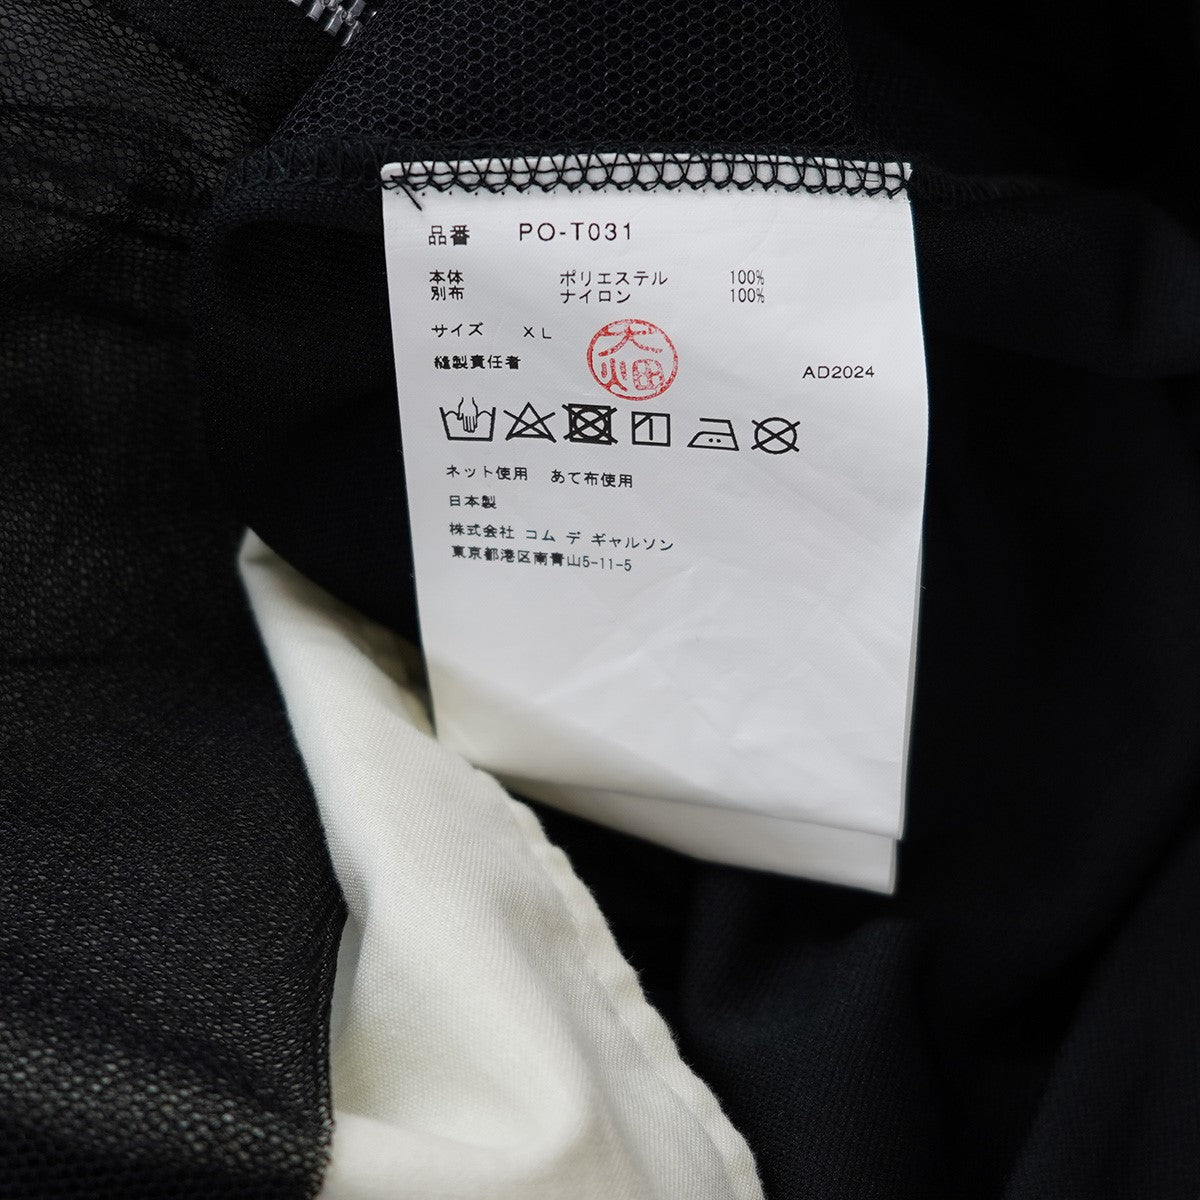 品番 PO-T031
本体 ポリエステル 100%
別布 ナイロン 100%
サイズ XL
縫製責任者 大畑 AD2024
ネット使用 あて布使用
日本製
株式会社 コム デ ギャルソン
東京都港区南青山5-11-5